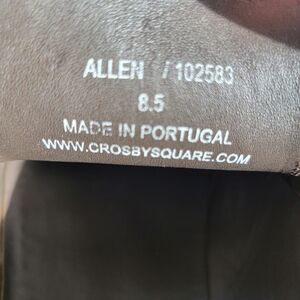 ALLEN / 102583
8.5
MADE IN PORTUGAL
WWW.CROSBYSQUARE.COM